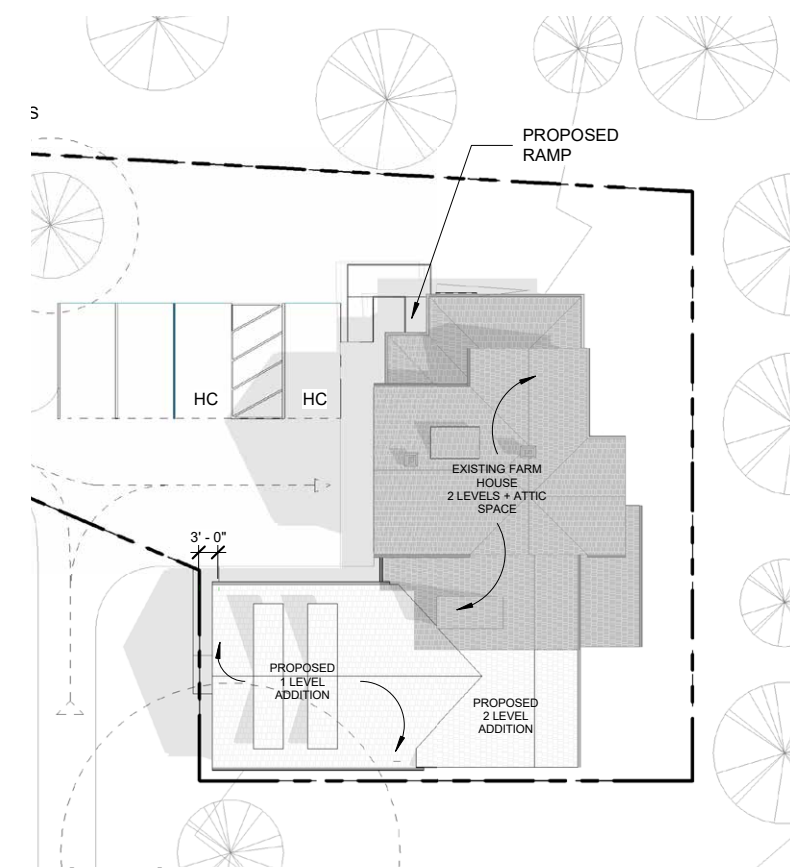 S
PROPOSED
RAMP
HC
HC
EXISTING FARM
HOUSE
2 LEVELS + ATTIC
SPACE
3' - 0"
PROPOSED
1 LEVEL
ADDITION
PROPOSED
2 LEVEL
ADDITION